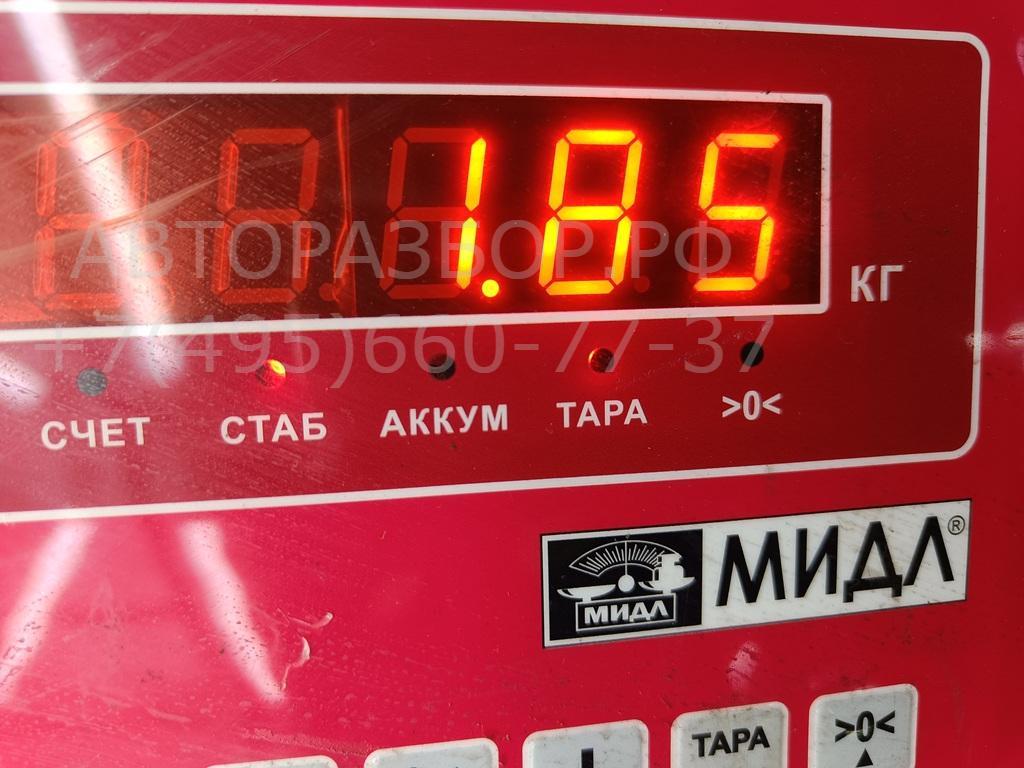 1.85
КГ
АВТОРАЗБОР.РФ
+7(495)660-77-37
СЧЕТ СТАБ АККУМ ТАРА >0<
МИДЛ МИДЛ®
ТАРА >0<